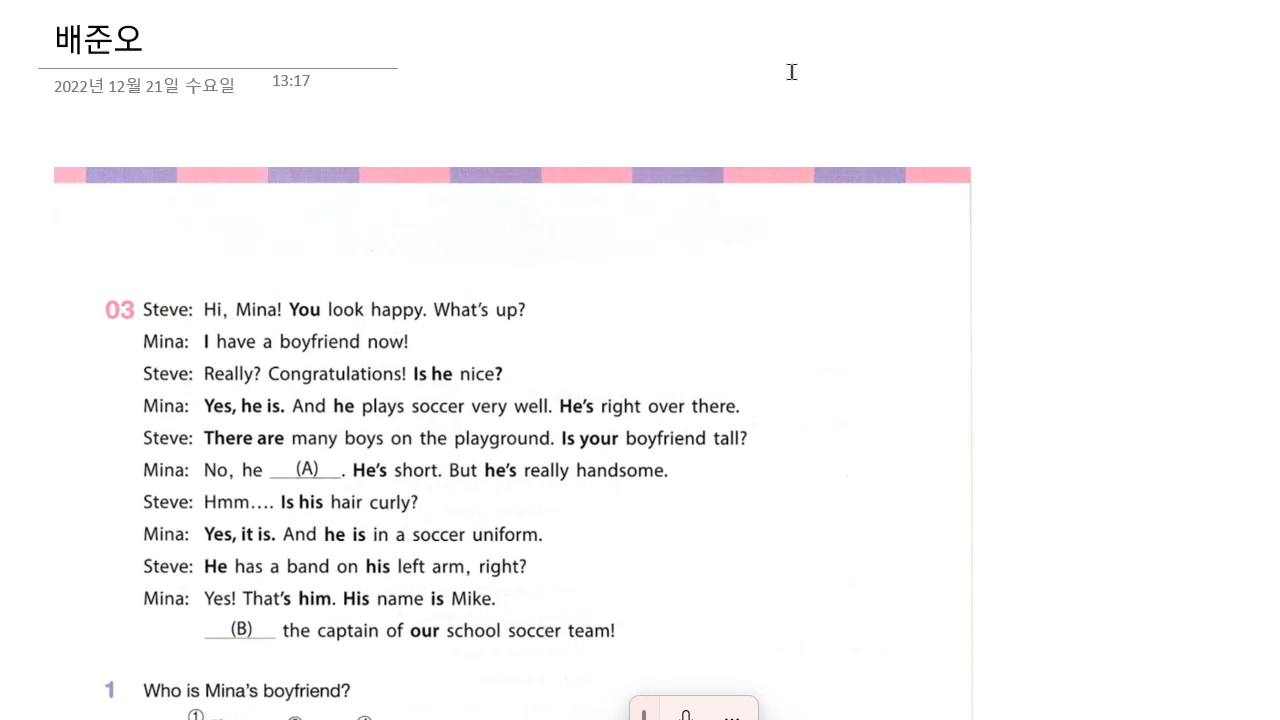 배준오
2022년 12월 21일 수요일 13:17
03 Steve: Hi, Mina! You look happy. What's up?
Mina: I have a boyfriend now!
Steve: Really? Congratulations! Is he nice?
Mina: Yes, he is. And he plays soccer very well. He's right over there.
Steve: There are many boys on the playground. Is your boyfriend tall?
Mina: No, he __(A)__. He's short. But he's really handsome.
Steve: Hmm…. Is his hair curly?
Mina: Yes, it is. And he is in a soccer uniform.
Steve: He has a band on his left arm, right?
Mina: Yes! That's him. His name is Mike.
__(B)__ the captain of our school soccer team!
1 Who is Mina's boyfriend?
①